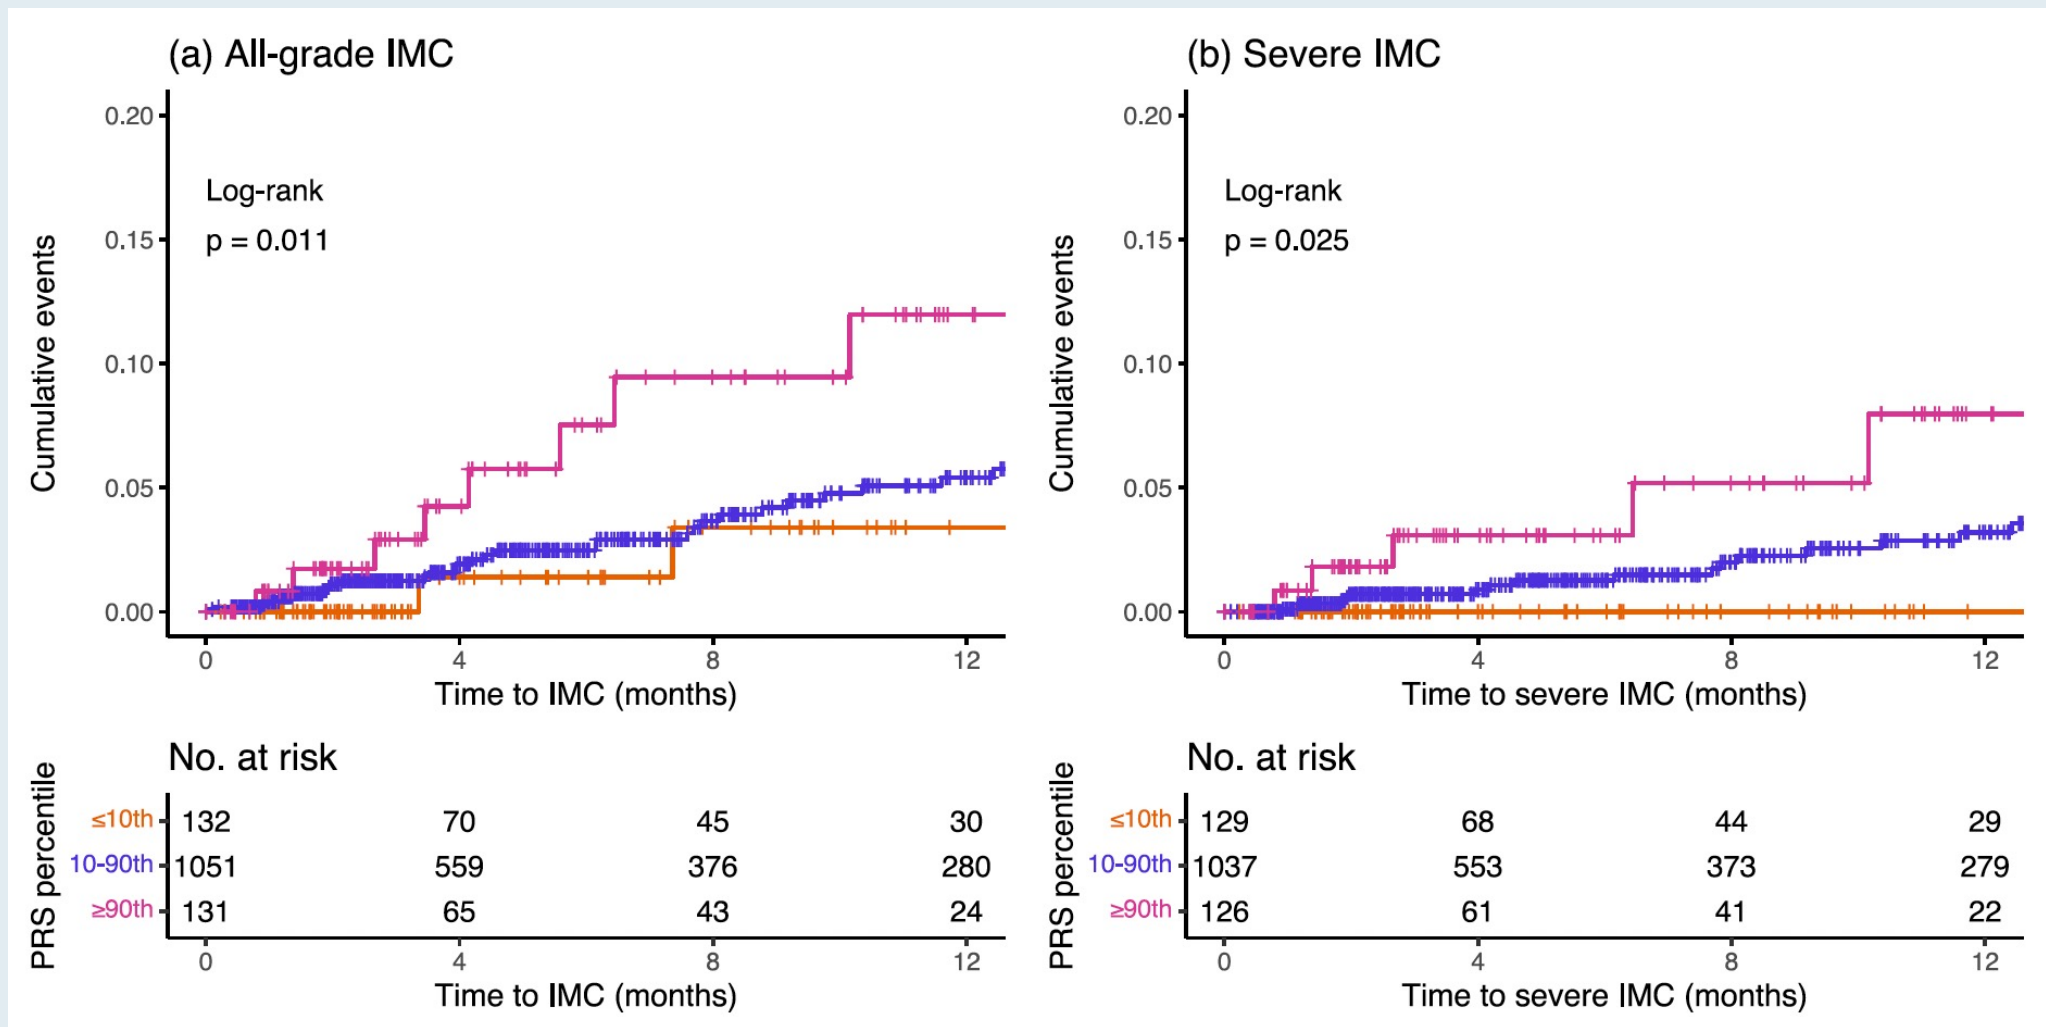 (a) All-grade IMC
0.20
0.15
0.10
0.05
0.00
Cumulative events
Log-rank
p = 0.011
0 4 8 12
Time to IMC (months)
No. at risk
PRS percentile
≤10th 132 70 45 30
10-90th 1051 559 376 280
≥90th 131 65 43 24
0 4 8 12
Time to IMC (months)
(b) Severe IMC
0.20
0.15
0.10
0.05
0.00
Cumulative events
Log-rank
p = 0.025
0 4 8 12
Time to severe IMC (months)
No. at risk
PRS percentile
≤10th 129 68 44 29
10-90th 1037 553 373 279
≥90th 126 61 41 22
0 4 8 12
Time to severe IMC (months)